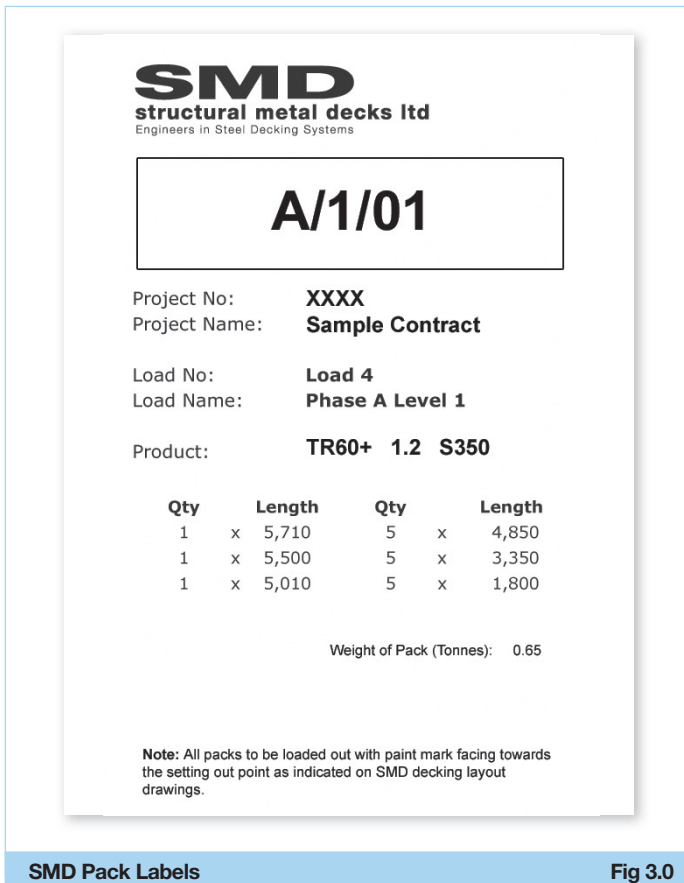 SMD
structural metal decks ltd
Engineers in Steel Decking Systems
A/1/01
Project No: XXXX
Project Name: Sample Contract
Load No: Load 4
Load Name: Phase A Level 1
Product: TR60+ 1.2 S350
Qty Length Qty Length
1 x 5,710 5 x 4,850
1 x 5,500 5 x 3,350
1 x 5,010 5 x 1,800
Weight of Pack (Tonnes): 0.65
Note: All packs to be loaded out with paint mark facing towards
the setting out point as indicated on SMD decking layout
drawings.
SMD Pack Labels Fig 3.0